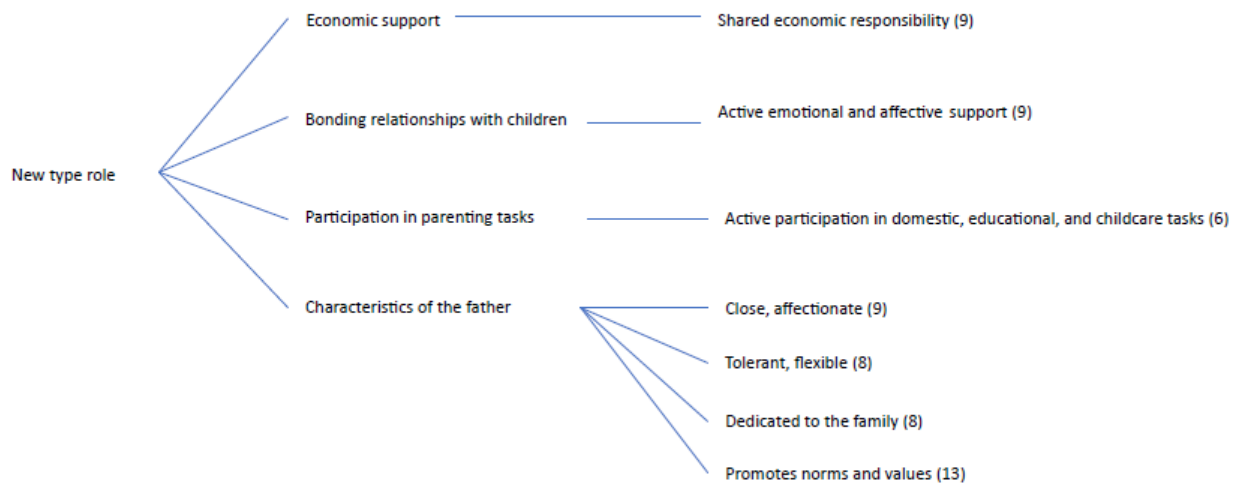 Economic support
Shared economic responsibility (9)
Bonding relationships with children
Active emotional and affective support (9)
New type role
Participation in parenting tasks
Active participation in domestic, educational, and childcare tasks (6)
Characteristics of the father
Close, affectionate (9)
Tolerant, flexible (8)
Dedicated to the family (8)
Promotes norms and values (13)